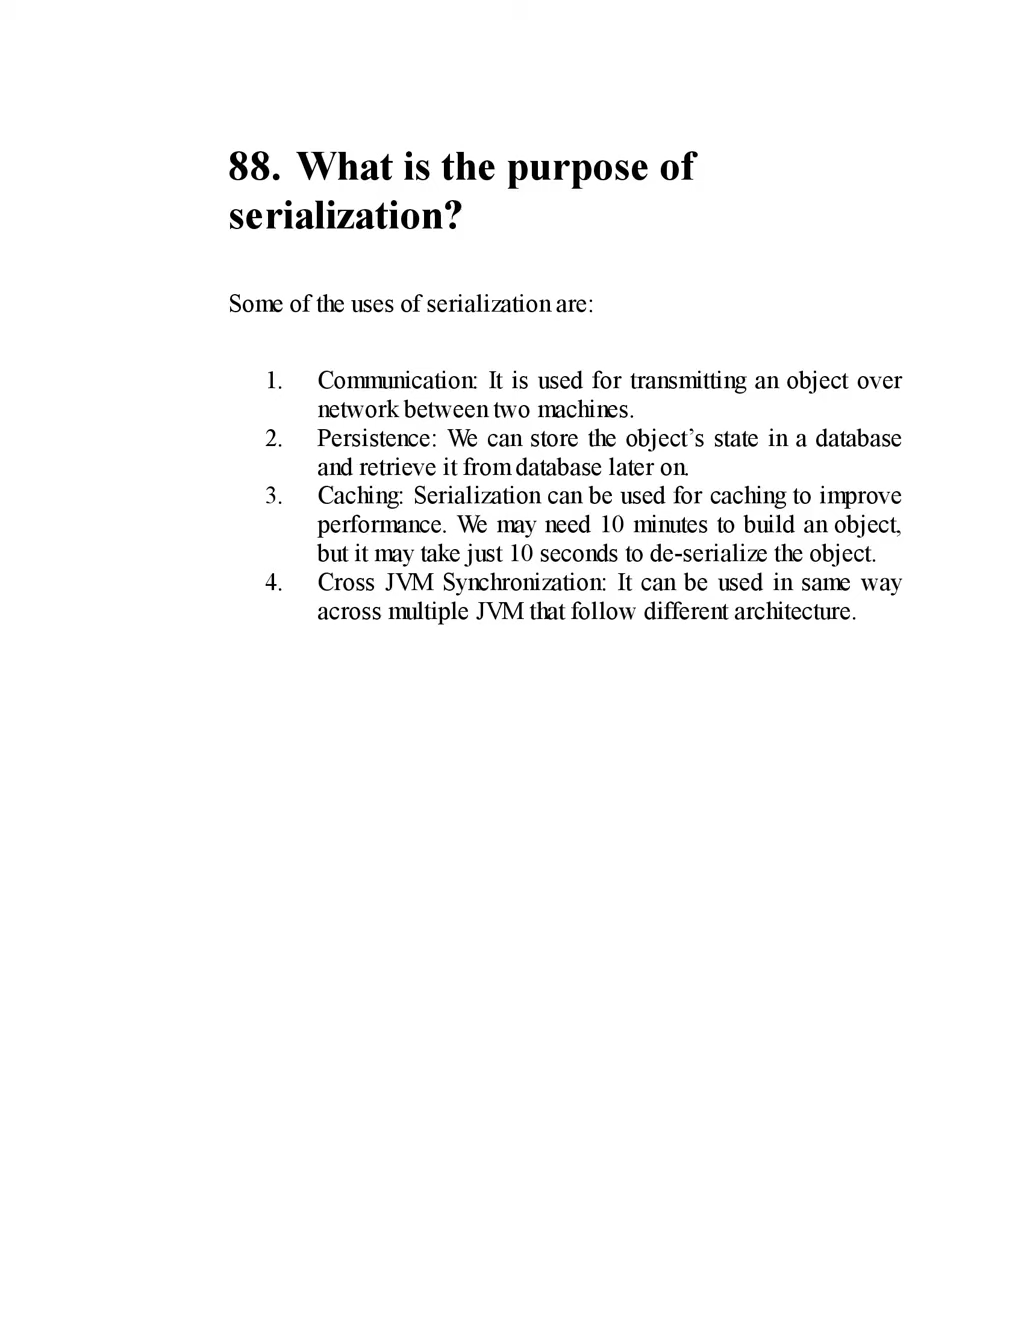 88. What is the purpose of
serialization?
Some of the uses of serialization are:
1. Communication: It is used for transmitting an object over
network between two machines.
2. Persistence: We can store the object’s state in a database
and retrieve it from database later on.
3. Caching: Serialization can be used for caching to improve
performance. We may need 10 minutes to build an object,
but it may take just 10 seconds to de-serialize the object.
4. Cross JVM Synchronization: It can be used in same way
across multiple JVM that follow different architecture.